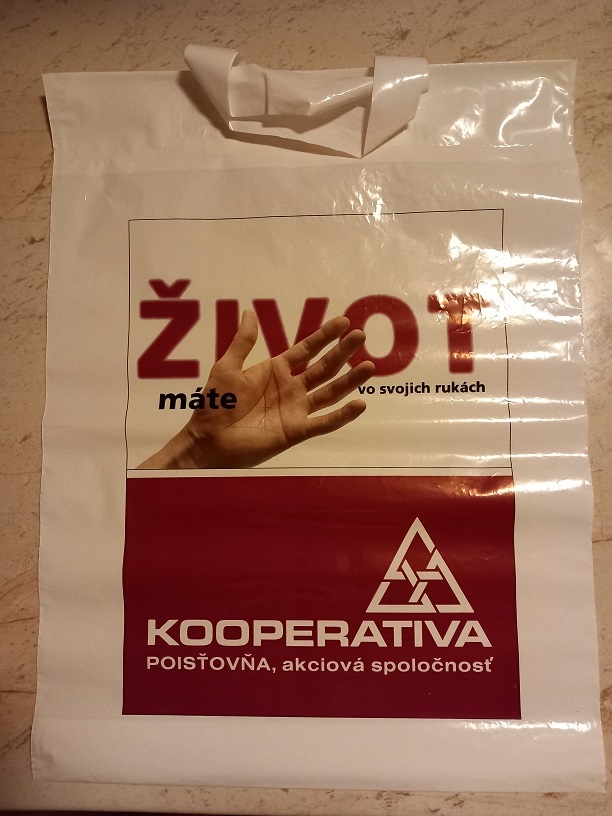 ŽIVOT
máte vo svojich rukách
KOOPERATIVA
POISŤOVŇA, akciová spoločnosť